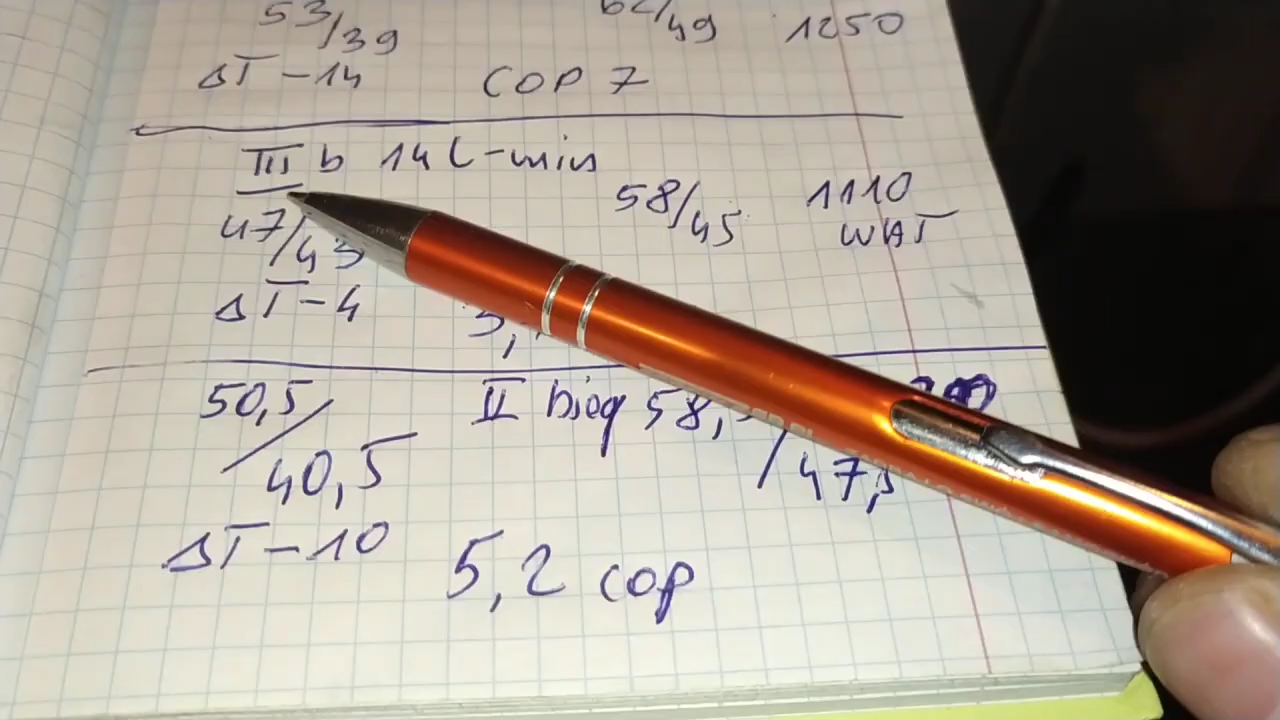 53/39 62/49 1250
ΔT-14 COP 7
III b 14 l-min
47/43 58/45 1110
WAT
ΔT-4
50,5/40,5 II bieg 58, /47,5
ΔT-10 5,2 cop